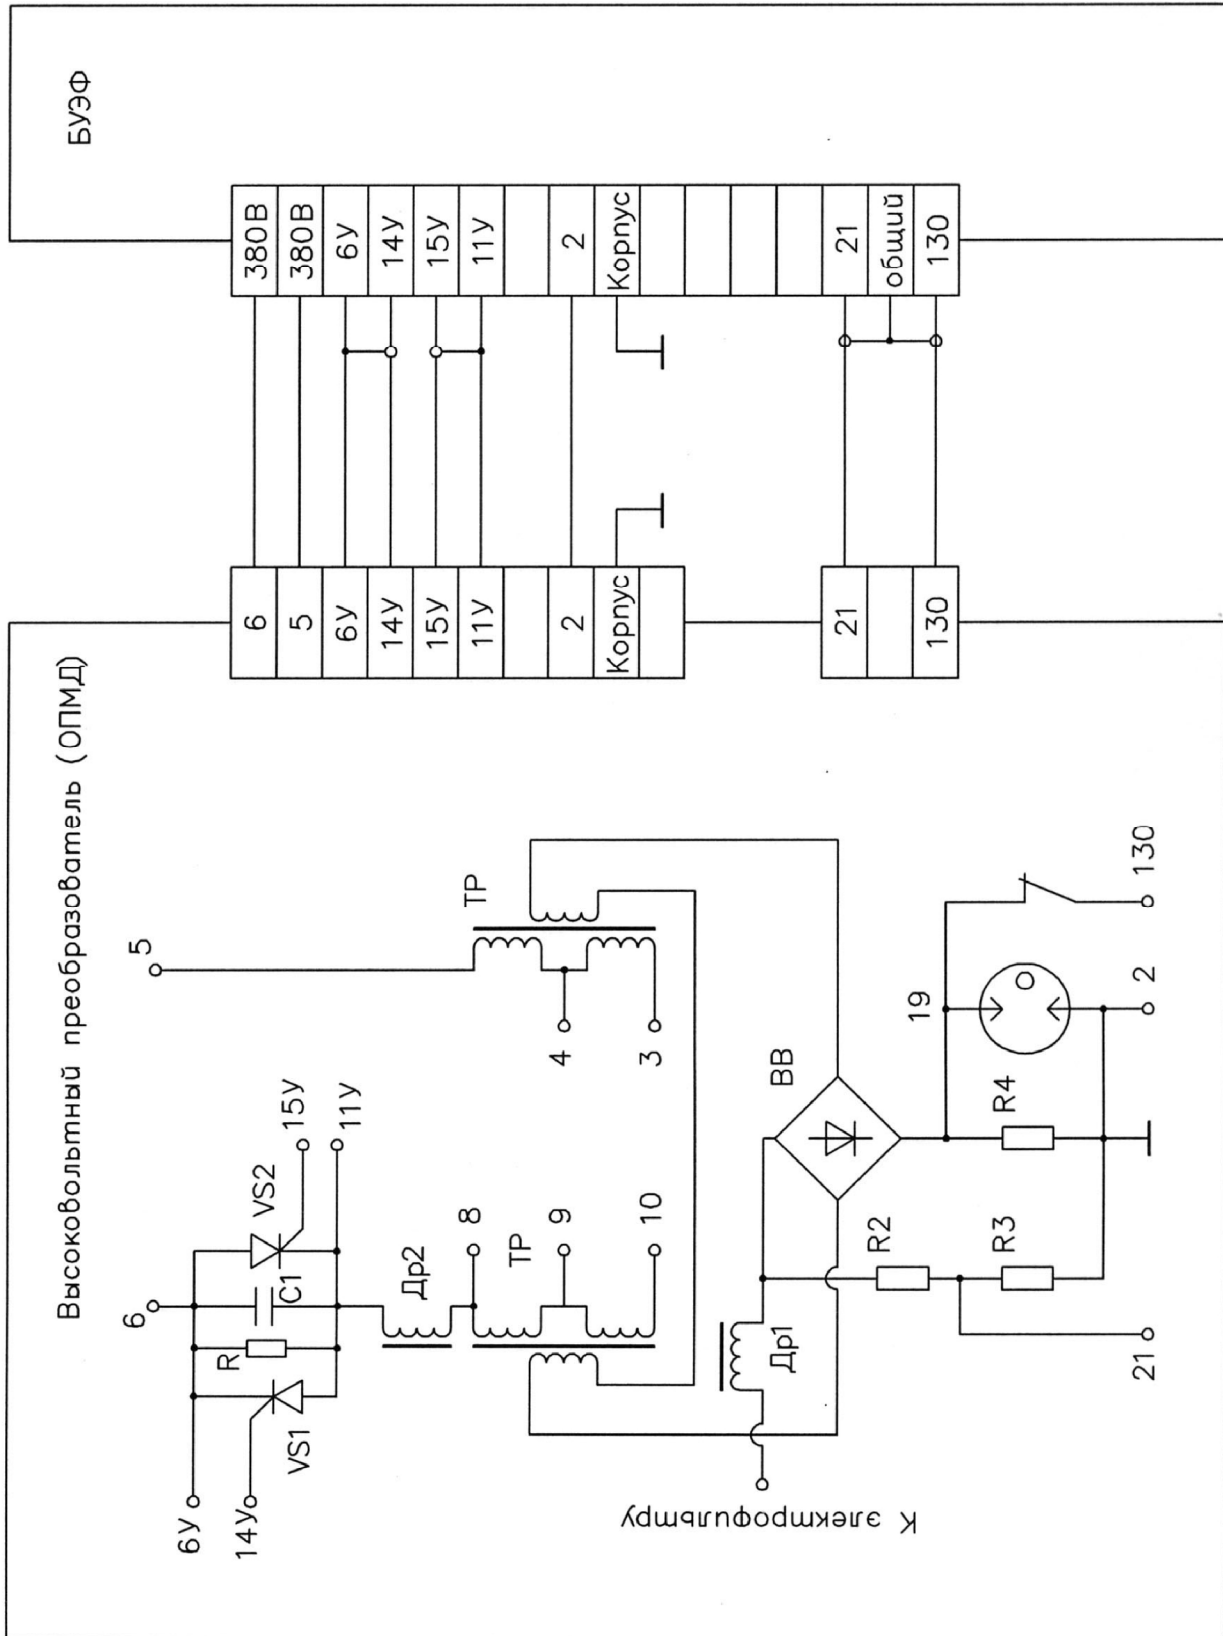 Высоковольтный преобразователь (ОПМД)
БУЭФ
6
5
6У
14У
15У
11У
2
Корпус
21
130
380В
380В
6У
14У
15У
11У
2
Корпус
21
общий
130
6У
14У
VS1
R
6
C1
VS2
15У
11У
5
Др2
8
ТР
9
10
ТР
4
3
К электрофильтру
Др1
ВВ
R2
R3
R4
19
21
2
130